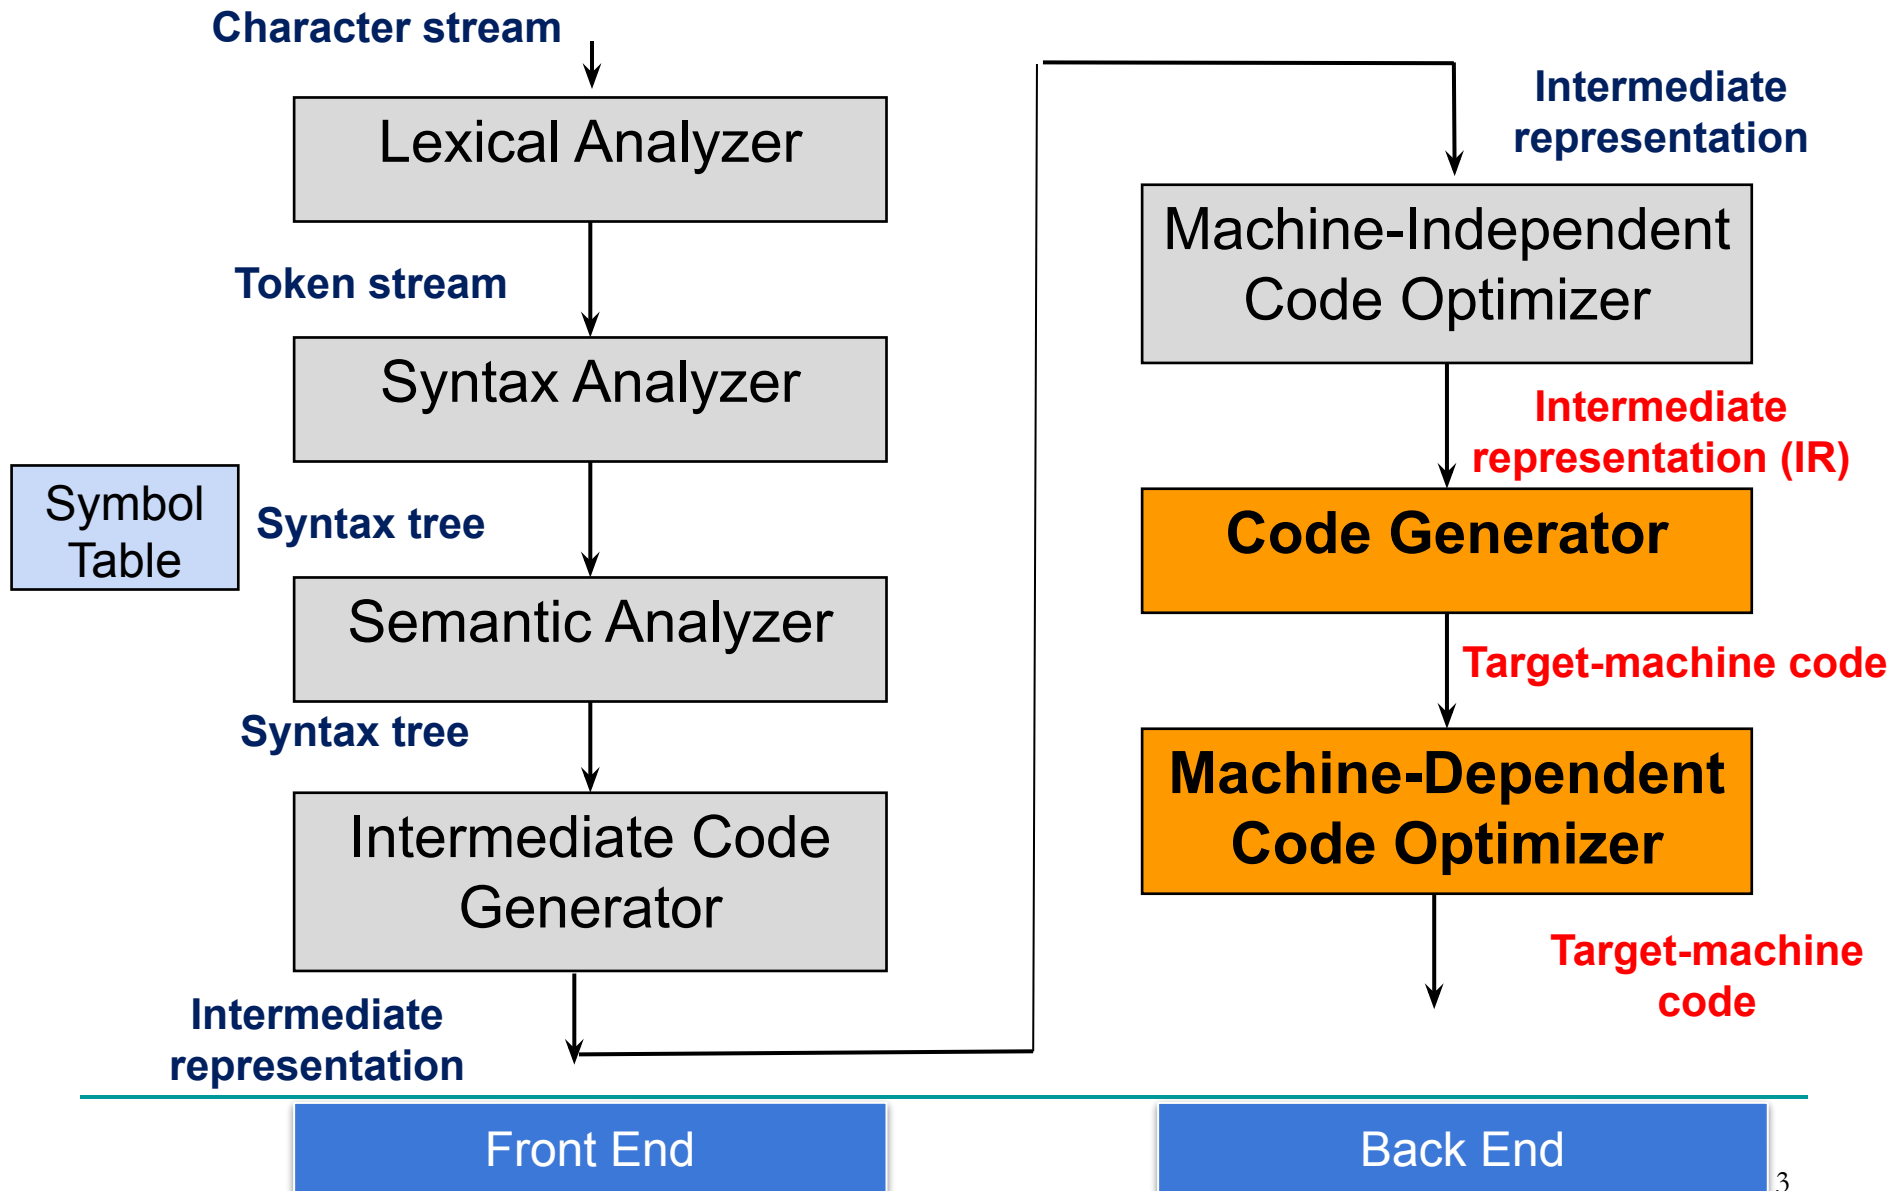 Character stream
Lexical Analyzer
Token stream
Syntax Analyzer
Symbol
Table
Syntax tree
Semantic Analyzer
Syntax tree
Intermediate Code
Generator
Intermediate
representation
Intermediate
representation
Machine-Independent
Code Optimizer
Intermediate
representation (IR)
Code Generator
Target-machine code
Machine-Dependent
Code Optimizer
Target-machine
code
Front End
Back End
3